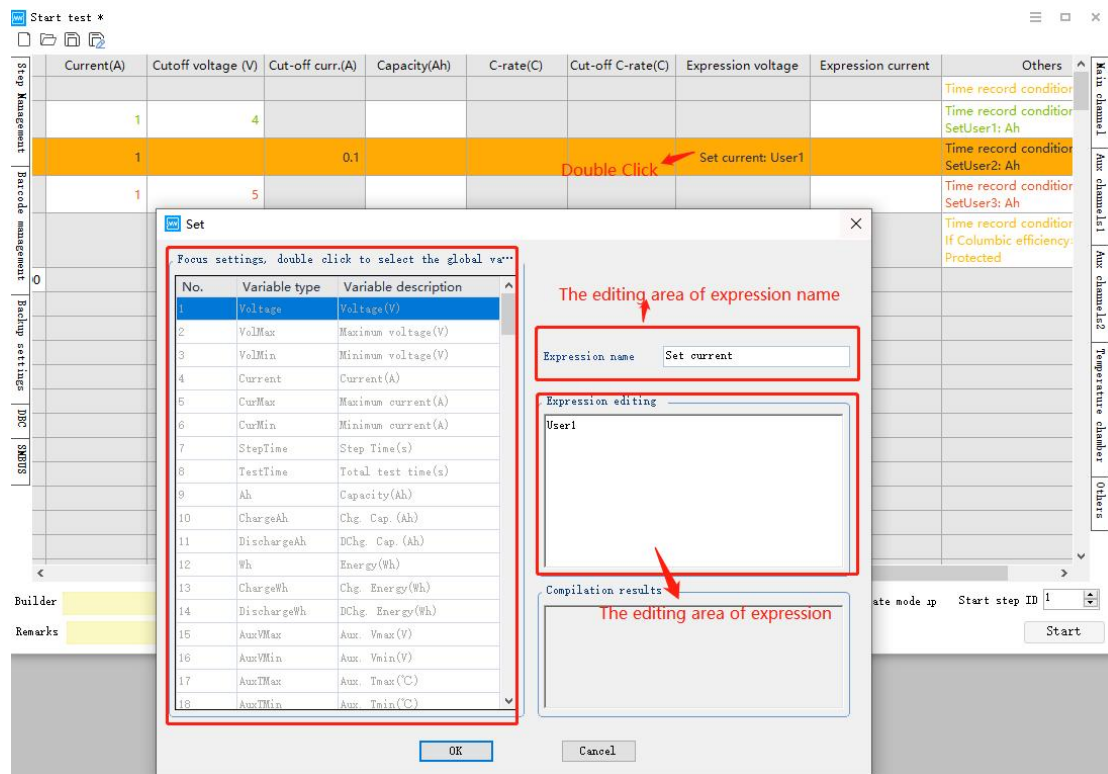 Start test *
Current(A) Cutoff voltage (V) Cut-off curr.(A) Capacity(Ah) C-rate(C) Cut-off C-rate(C) Expression voltage Expression current Others
Time record condition
1 4 Time record condition
SetUser1: Ah
1 0.1 Set current: User1 Time record condition
SetUser2: Ah
Double Click
1 5 Time record condition
SetUser3: Ah
Time record condition
If Columbic efficiency
Protected
Step Management
Barcode management
Backup settings
DBC
SMBUS
Main channel
Aux channels1
Aux channels2
Temperature chamber
Others
Set
Focus settings, double click to select the global va…
No. Variable type Variable description
1 Voltage Voltage(V)
2 VolMax Maximum voltage(V)
3 VolMin Minimum voltage(V)
4 Current Current(A)
5 CurMax Maximum current(A)
6 CurMin Minimum current(A)
7 StepTime Step Time(s)
8 TestTime Total test time(s)
9 Ah Capacity(Ah)
10 ChargeAh Chg. Cap.(Ah)
11 DischargeAh DChg. Cap.(Ah)
12 Wh Energy(Wh)
13 ChargeWh Chg. Energy(Wh)
14 DischargeWh DChg. Energy(Wh)
15 AuxVMax Aux. Vmax(V)
16 AuxVMin Aux. Vmin(V)
17 AuxTMax Aux. Tmax(℃)
18 AuxTMin Aux. Tmin(℃)
The editing area of expression name
Expression name Set current
Expression editing
User1
Compilation results
The editing area of expression
OK Cancel
Builder
Remarks
Start step ID 1
Start